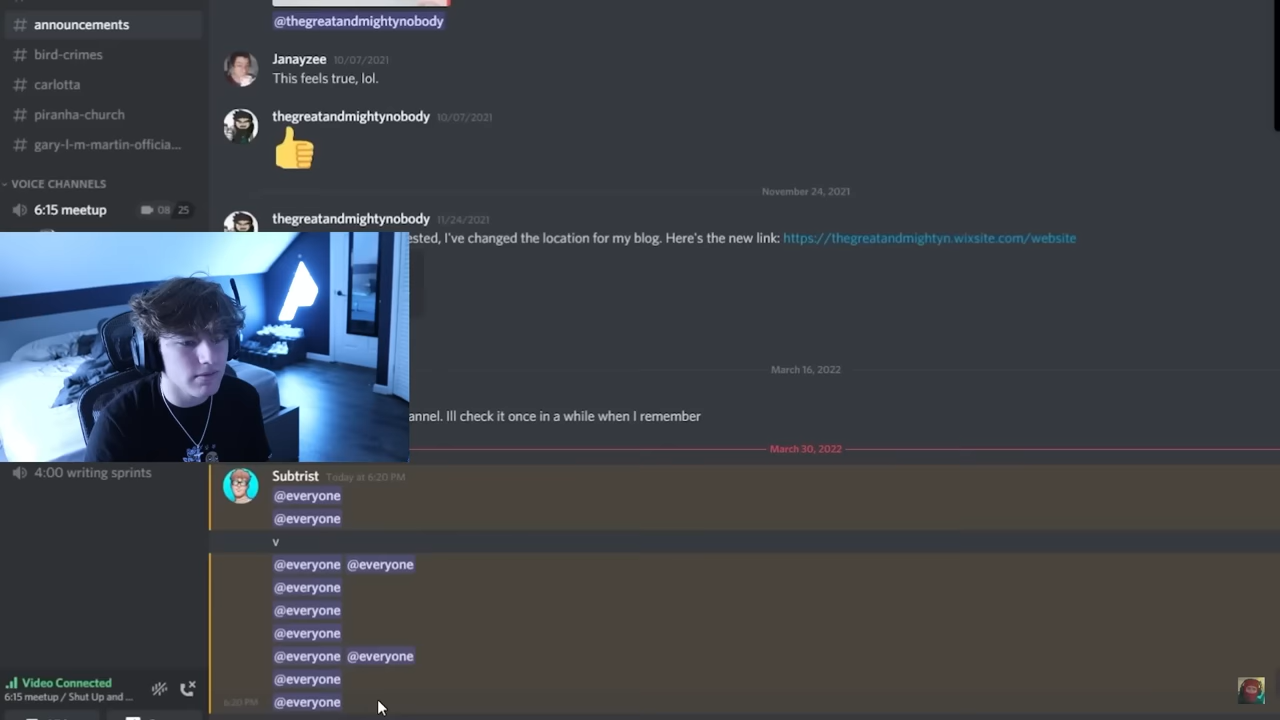 announcements
@thegreatandmightynobody
bird-crimes
Janayzee 10/07/2021
This feels true, lol.
carlotta
piranha-church
thegreatandmightynobody 10/07/2021
gary-l-m-martin-officia...
VOICE CHANNELS
November 24, 2021
6:15 meetup 08 25
thegreatandmightynobody 11/24/2021
ested, I've changed the location for my blog. Here's the new link: https://thegreatandmightyn.wixsite.com/website
March 16, 2022
annel. Ill check it once in a while when I remember
March 30, 2022
4:00 writing sprints
Subtrist Today at 6:20 PM
@everyone
@everyone
v
@everyone @everyone
@everyone
@everyone
@everyone
@everyone @everyone
@everyone
6:20 PM @everyone
Video Connected
6:15 meetup / Shut Up and ...